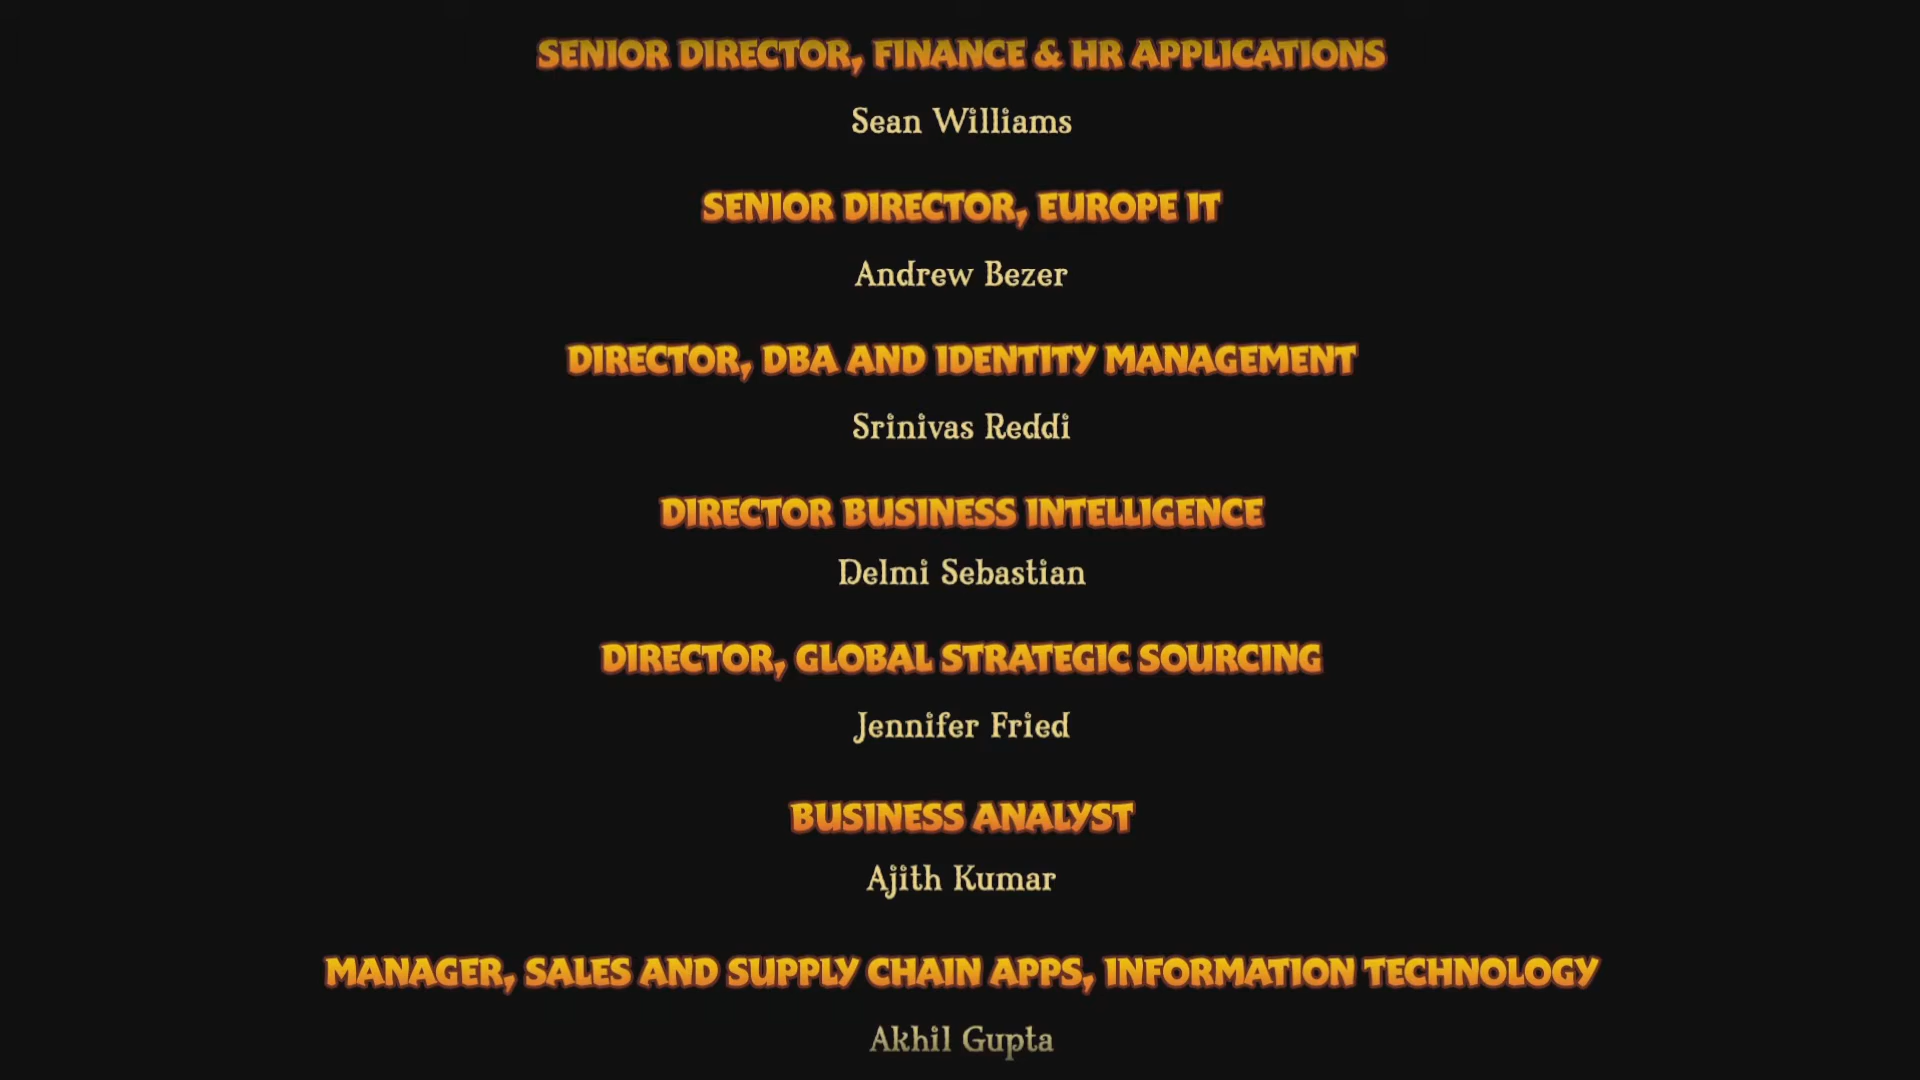 SENIOR DIRECTOR, FINANCE & HR APPLICATIONS
Sean Williams
SENIOR DIRECTOR, EUROPE IT
Andrew Bezer
DIRECTOR, DBA AND IDENTITY MANAGEMENT
Srinivas Reddi
DIRECTOR BUSINESS INTELLIGENCE
Delmi Sebastian
DIRECTOR, GLOBAL STRATEGIC SOURCING
Jennifer Fried
BUSINESS ANALYST
Ajith Kumar
MANAGER, SALES AND SUPPLY CHAIN APPS, INFORMATION TECHNOLOGY
Akhil Gupta